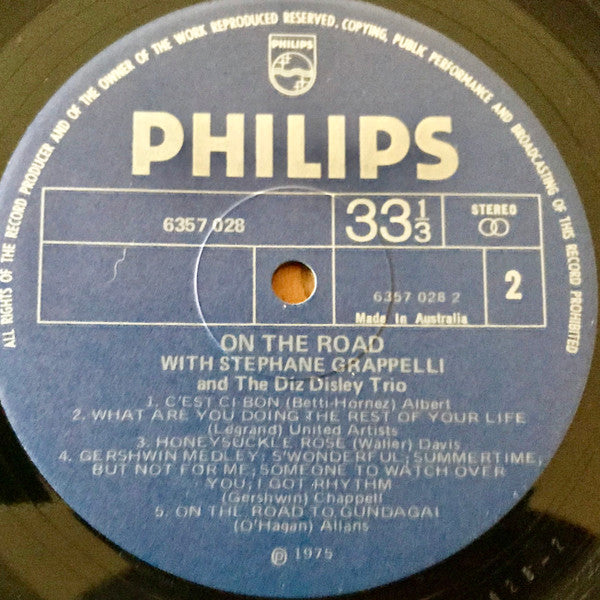 ALL RIGHTS OF THE RECORD PRODUCER AND OF THE OWNER OF THE WORK REPRODUCED RESERVED. COPYING, PUBLIC PERFORMANCE AND BROADCASTING OF THE RECORD PROHIBITED
PHILIPS
PHILIPS
6357 028
33 1/3
STEREO
6357 028 2
2
Made In Australia
ON THE ROAD
WITH STEPHANE GRAPPELLI
and The Diz Disley Trio
1. C'EST CI BON (Betti-Hornez) Albert
2. WHAT ARE YOU DOING THE REST OF YOUR LIFE
(Legrand) United Artists
3. HONEYSUCKLE ROSE (Waller) Davis
4. GERSHWIN MEDLEY; S'WONDERFUL; SUMMERTIME,
BUT NOT FOR ME; SOMEONE TO WATCH OVER
YOU; I GOT RHYTHM
(Gershwin) Chappell
5. ON THE ROAD TO GUNDAGAI
(O'Hagan) Allans
℗ 1975